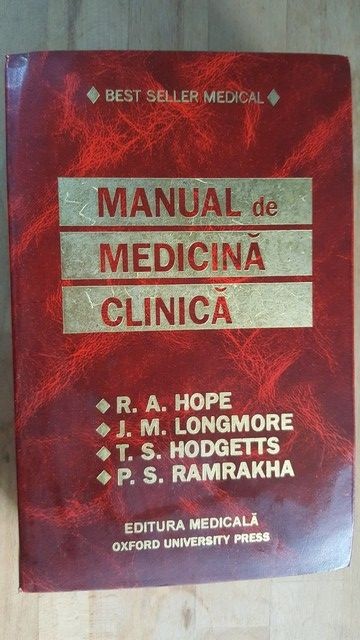 BEST SELLER MEDICAL
MANUAL de
MEDICINĂ
CLINICĂ
R. A. HOPE
J. M. LONGMORE
T. S. HODGETTS
P. S. RAMRAKHA
EDITURA MEDICALĂ
OXFORD UNIVERSITY PRESS